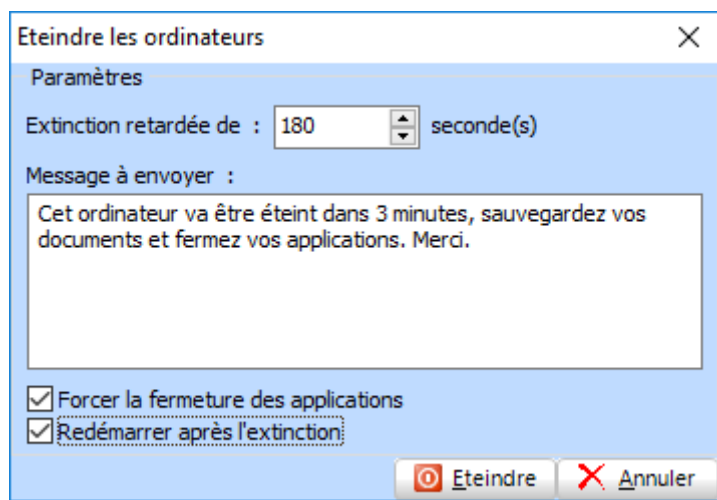 Eteindre les ordinateurs
Paramètres
Extinction retardée de : 180 seconde(s)
Message à envoyer :
Cet ordinateur va être éteint dans 3 minutes, sauvegardez vos
documents et fermez vos applications. Merci.
Forcer la fermeture des applications
Redémarrer après l'extinction
Eteindre Annuler